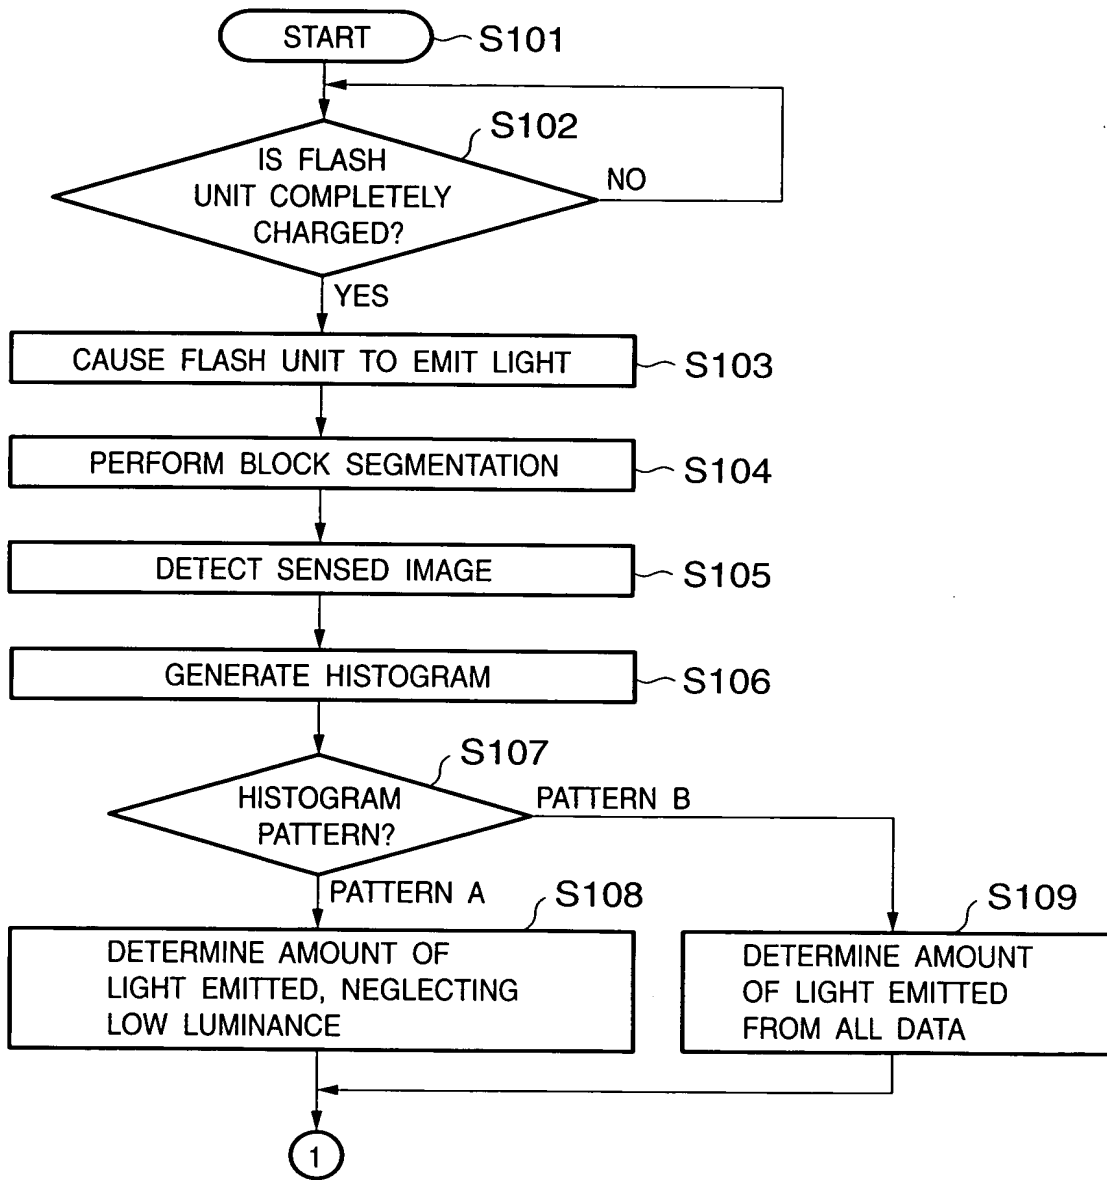 START
S101
S102
IS FLASH
UNIT COMPLETELY
CHARGED?
NO
YES
CAUSE FLASH UNIT TO EMIT LIGHT
S103
PERFORM BLOCK SEGMENTATION
S104
DETECT SENSED IMAGE
S105
GENERATE HISTOGRAM
S106
S107
HISTOGRAM
PATTERN?
PATTERN B
PATTERN A
S108
DETERMINE AMOUNT OF
LIGHT EMITTED, NEGLECTING
LOW LUMINANCE
S109
DETERMINE AMOUNT
OF LIGHT EMITTED
FROM ALL DATA
1